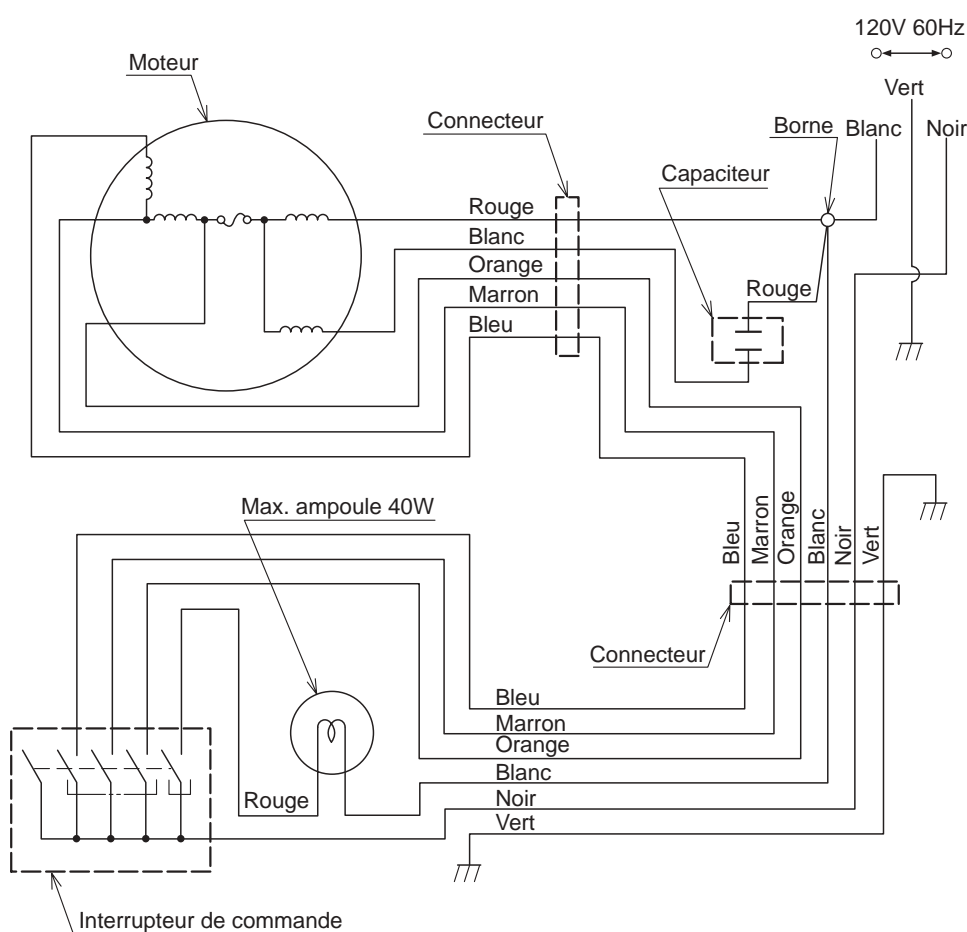 120V 60Hz
Moteur
Vert
Connecteur
Borne
Blanc
Noir
Capaciteur
Rouge
Blanc
Orange
Marron
Rouge
Bleu
Max. ampoule 40W
Bleu
Marron
Orange
Blanc
Noir
Vert
Connecteur
Bleu
Marron
Orange
Blanc
Rouge
Noir
Vert
Interrupteur de commande